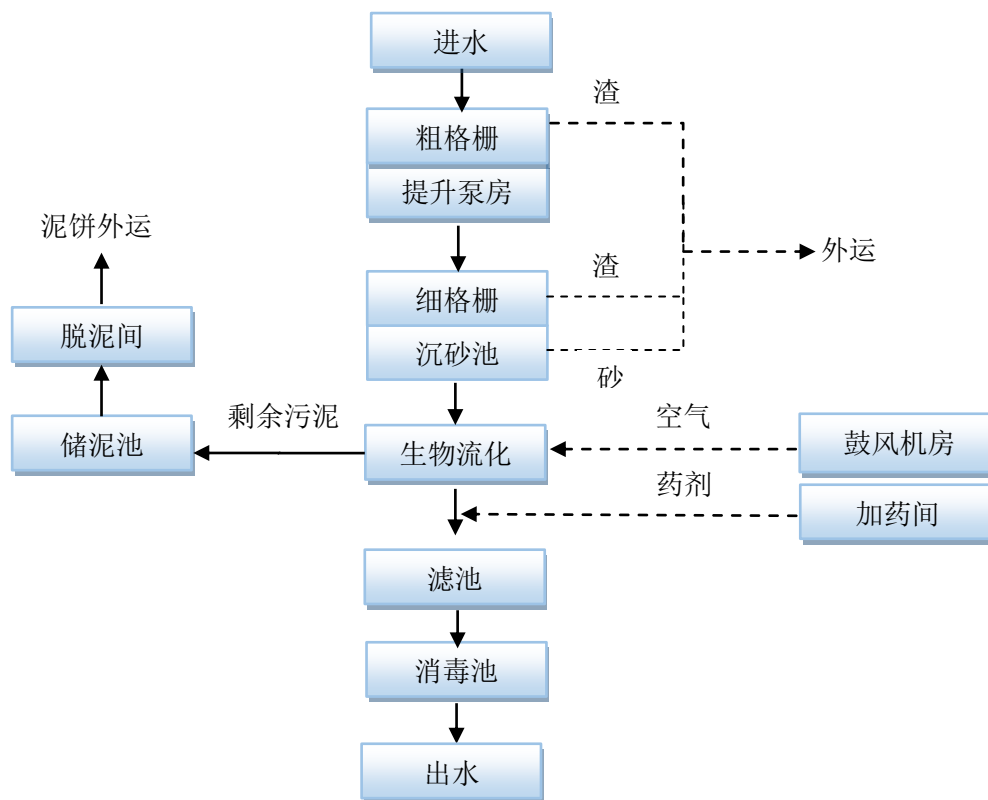 进水
渣
粗格栅
提升泵房
泥饼外运
外运
渣
细格栅
脱泥间
沉砂池
砂
空气
剩余污泥
储泥池
生物流化
鼓风机房
药剂
加药间
滤池
消毒池
出水